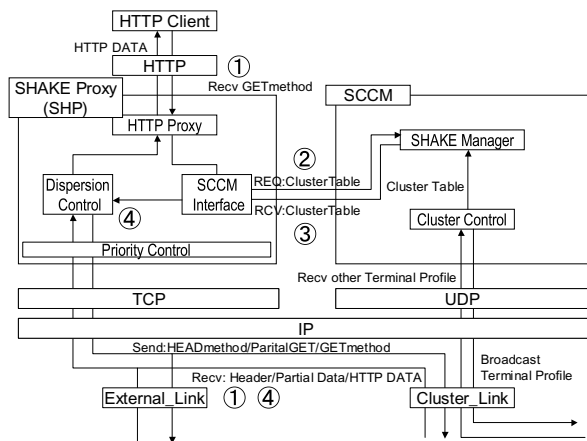 HTTP Client
HTTP DATA
HTTP
①
Recv GETmethod
SHAKE Proxy
(SHP)
SCCM
HTTP Proxy
SHAKE Manager
②
REQ:ClusterTable
Cluster Table
Dispersion
Control
SCCM
Interface
RCV:ClusterTable
④
③
Cluster Control
Priority Control
Recv other Terminal Profile
TCP
UDP
IP
Send:HEADmethod/ParitalGET/GETmethod
Broadcast
Terminal Profile
Recv: Header/Partial Data/HTTP DATA
External_Link
① ④
Cluster_Link